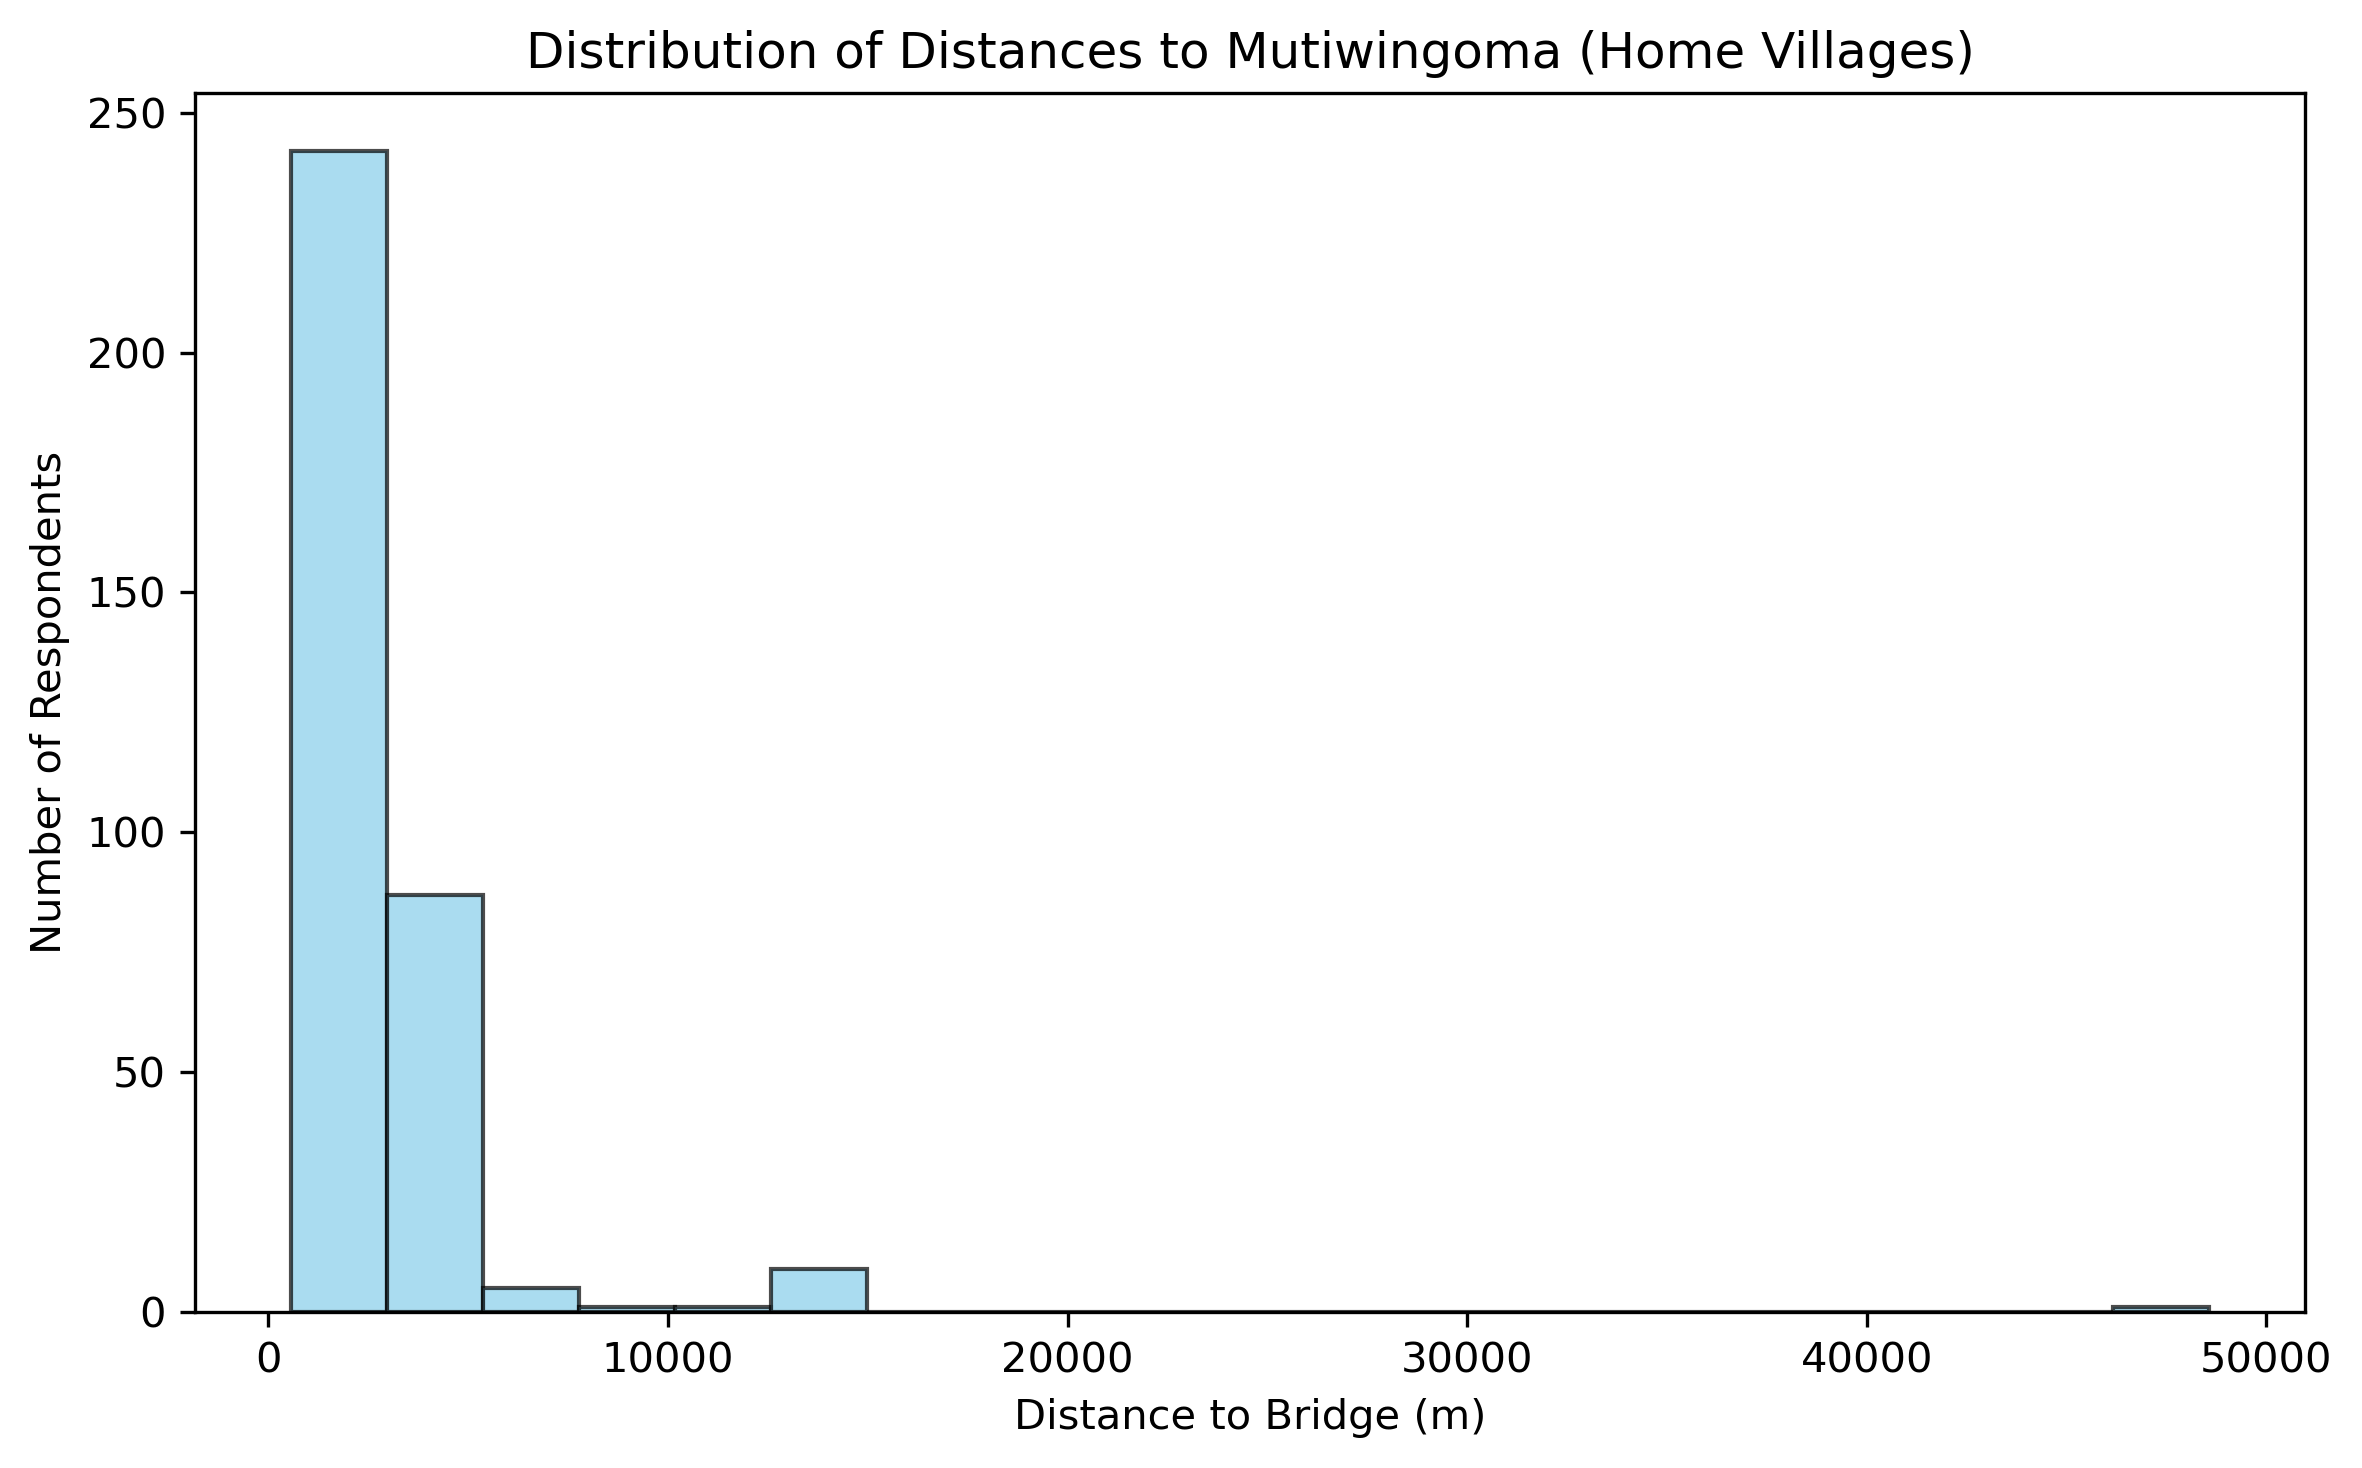 Distribution of Distances to Mutiwingoma (Home Villages)
250
200
150
100
50
0
Number of Respondents
0 10000 20000 30000 40000 50000
Distance to Bridge (m)